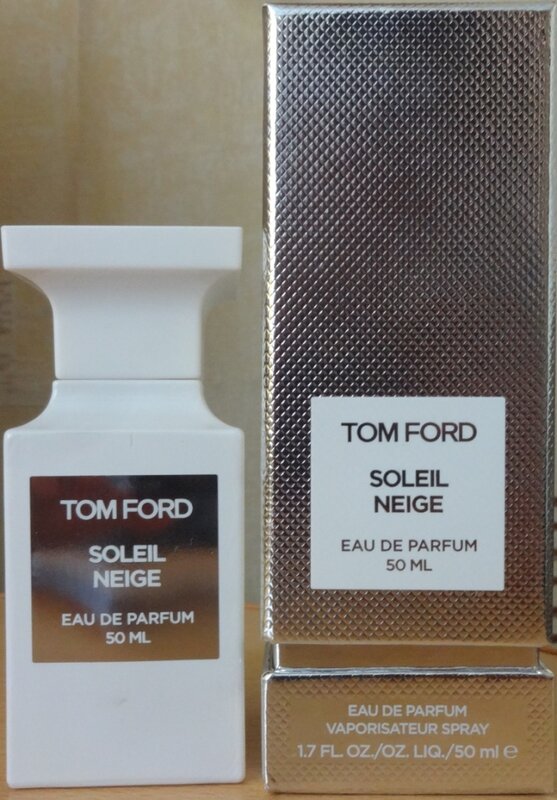 TOM FORD
SOLEIL
NEIGE
EAU DE PARFUM
50 ML
TOM FORD
SOLEIL
NEIGE
EAU DE PARFUM
50 ML
EAU DE PARFUM
VAPORISATEUR SPRAY
1.7 FL. OZ./OZ. LIQ./50 ml ℮